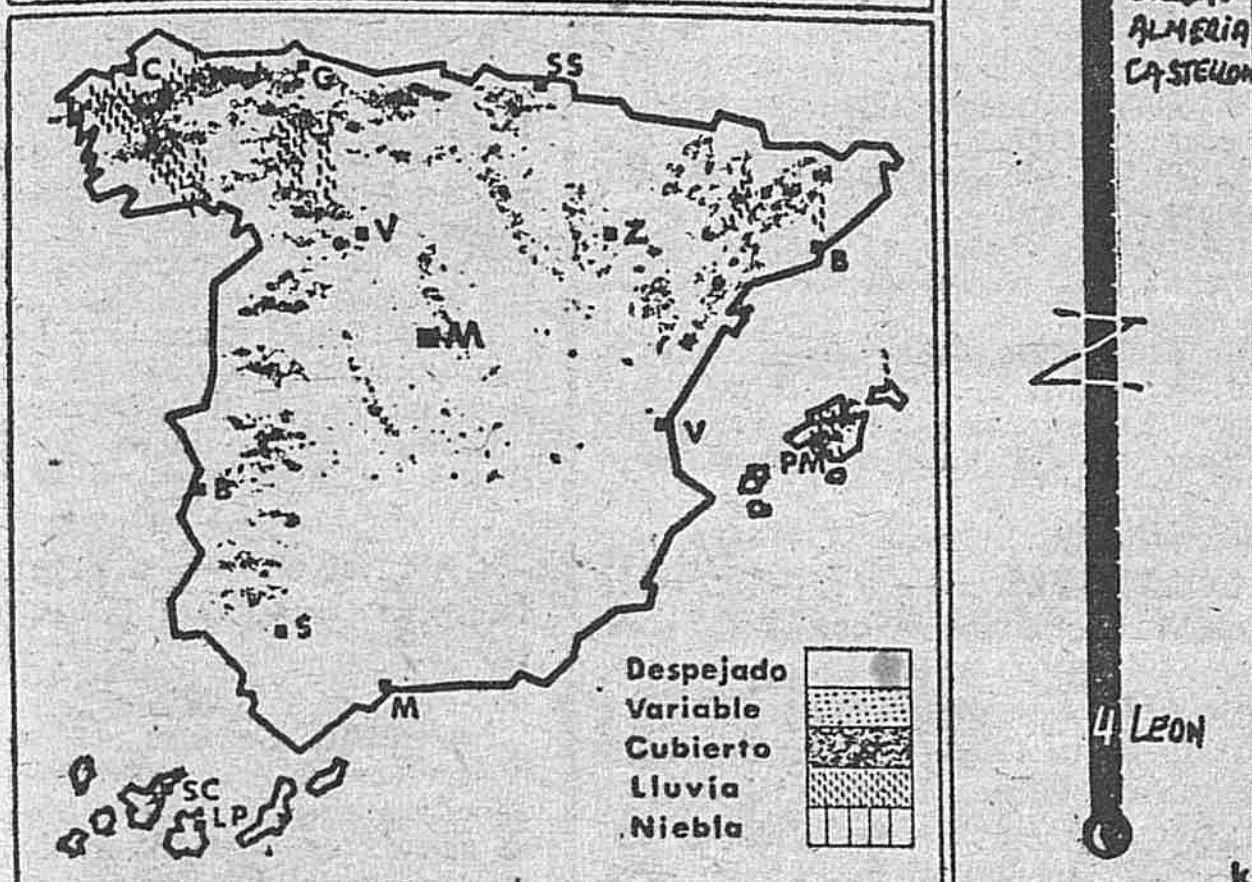 C
G
SS
V
Z
B
M
V
PM
B
S
M
SC
LP
Despejado
Variable
Cubierto
Lluvia
Niebla
ALMERIA
CASTELLON
4 LEON